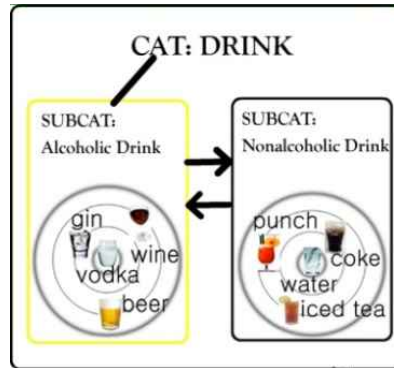 CAT: DRINK
SUBCAT:
Alcoholic Drink
gin
wine
vodka
beer
SUBCAT:
Nonalcoholic Drink
punch
coke
water
iced tea